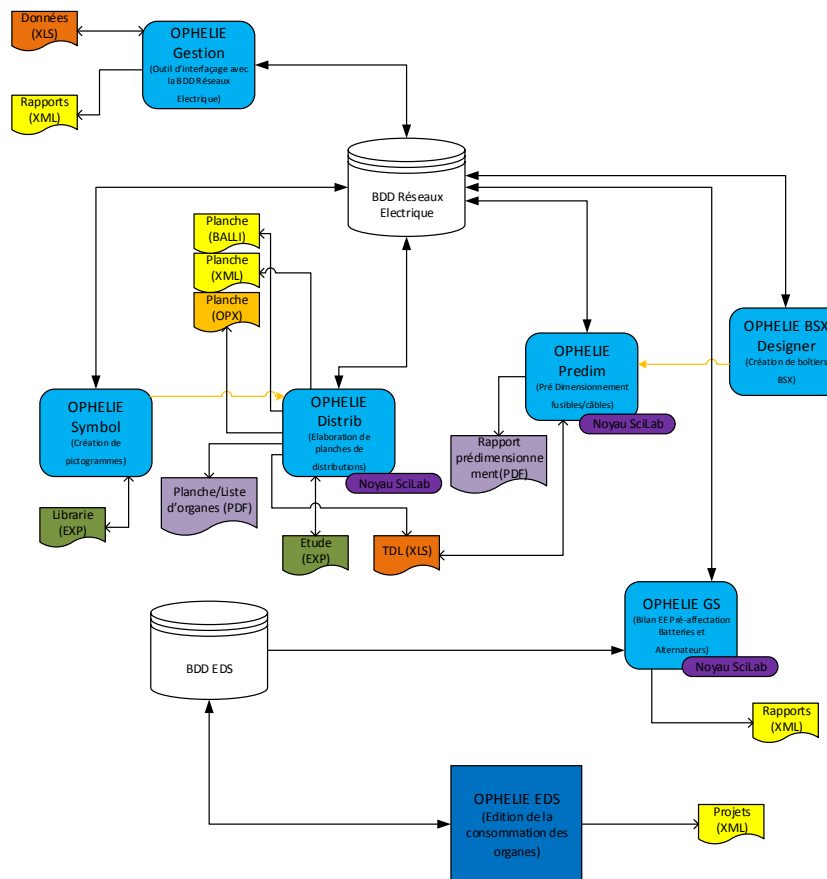 Données
(XLS)
OPHELIE
Gestion
(Outil d'interfaçage avec
la BDD Réseaux
Electrique)
Rapports
(XML)
BDD Réseaux
Electrique
Planche
(BALLI)
Planche
(XML)
Planche
(OPX)
OPHELIE BSX
Designer
(Création de boîtiers
BSX)
OPHELIE
Predim
(Pré Dimensionnement
fusibles/câbles)
Noyau SciLab
OPHELIE
Symbol
(Création de
pictogrammes)
OPHELIE
Distrib
(Elaboration de
planches de
distributions)
Noyau SciLab
Rapport
prédimensionne
ment(PDF)
Planche/Liste
d'organes (PDF)
Librarie
(EXP)
Etude
(EXP)
TDL (XLS)
OPHELIE GS
(Bilan EE Pré-affectation
Batteries et
Alternateurs)
Noyau SciLab
BDD EDS
Rapports
(XML)
OPHELIE EDS
(Edition de la
consommation des
organes)
Projets
(XML)